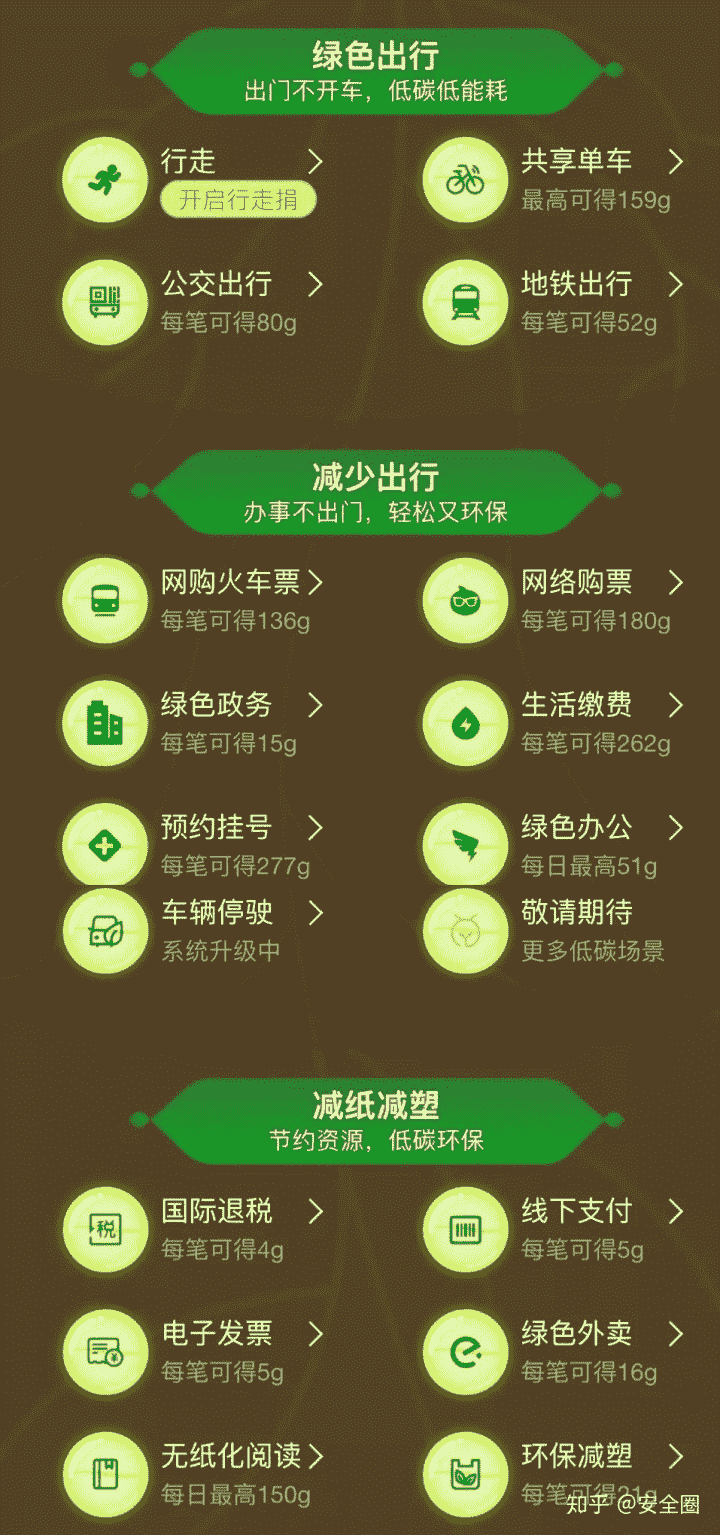 绿色出行
出门不开车，低碳低能耗
行走
开启行走捐
共享单车
最高可得159g
公交出行
每笔可得80g
地铁出行
每笔可得52g
减少出行
办事不出门，轻松又环保
网购火车票
每笔可得136g
网络购票
每笔可得180g
绿色政务
每笔可得15g
生活缴费
每笔可得262g
预约挂号
每笔可得277g
绿色办公
每日最高51g
车辆停驶
系统升级中
敬请期待
更多低碳场景
减纸减塑
节约资源，低碳环保
税
国际退税
每笔可得4g
线下支付
每笔可得5g
¥
电子发票
每笔可得5g
绿色外卖
每笔可得16g
无纸化阅读
每日最高150g
环保减塑
每笔可得21g
知乎 @安全圈